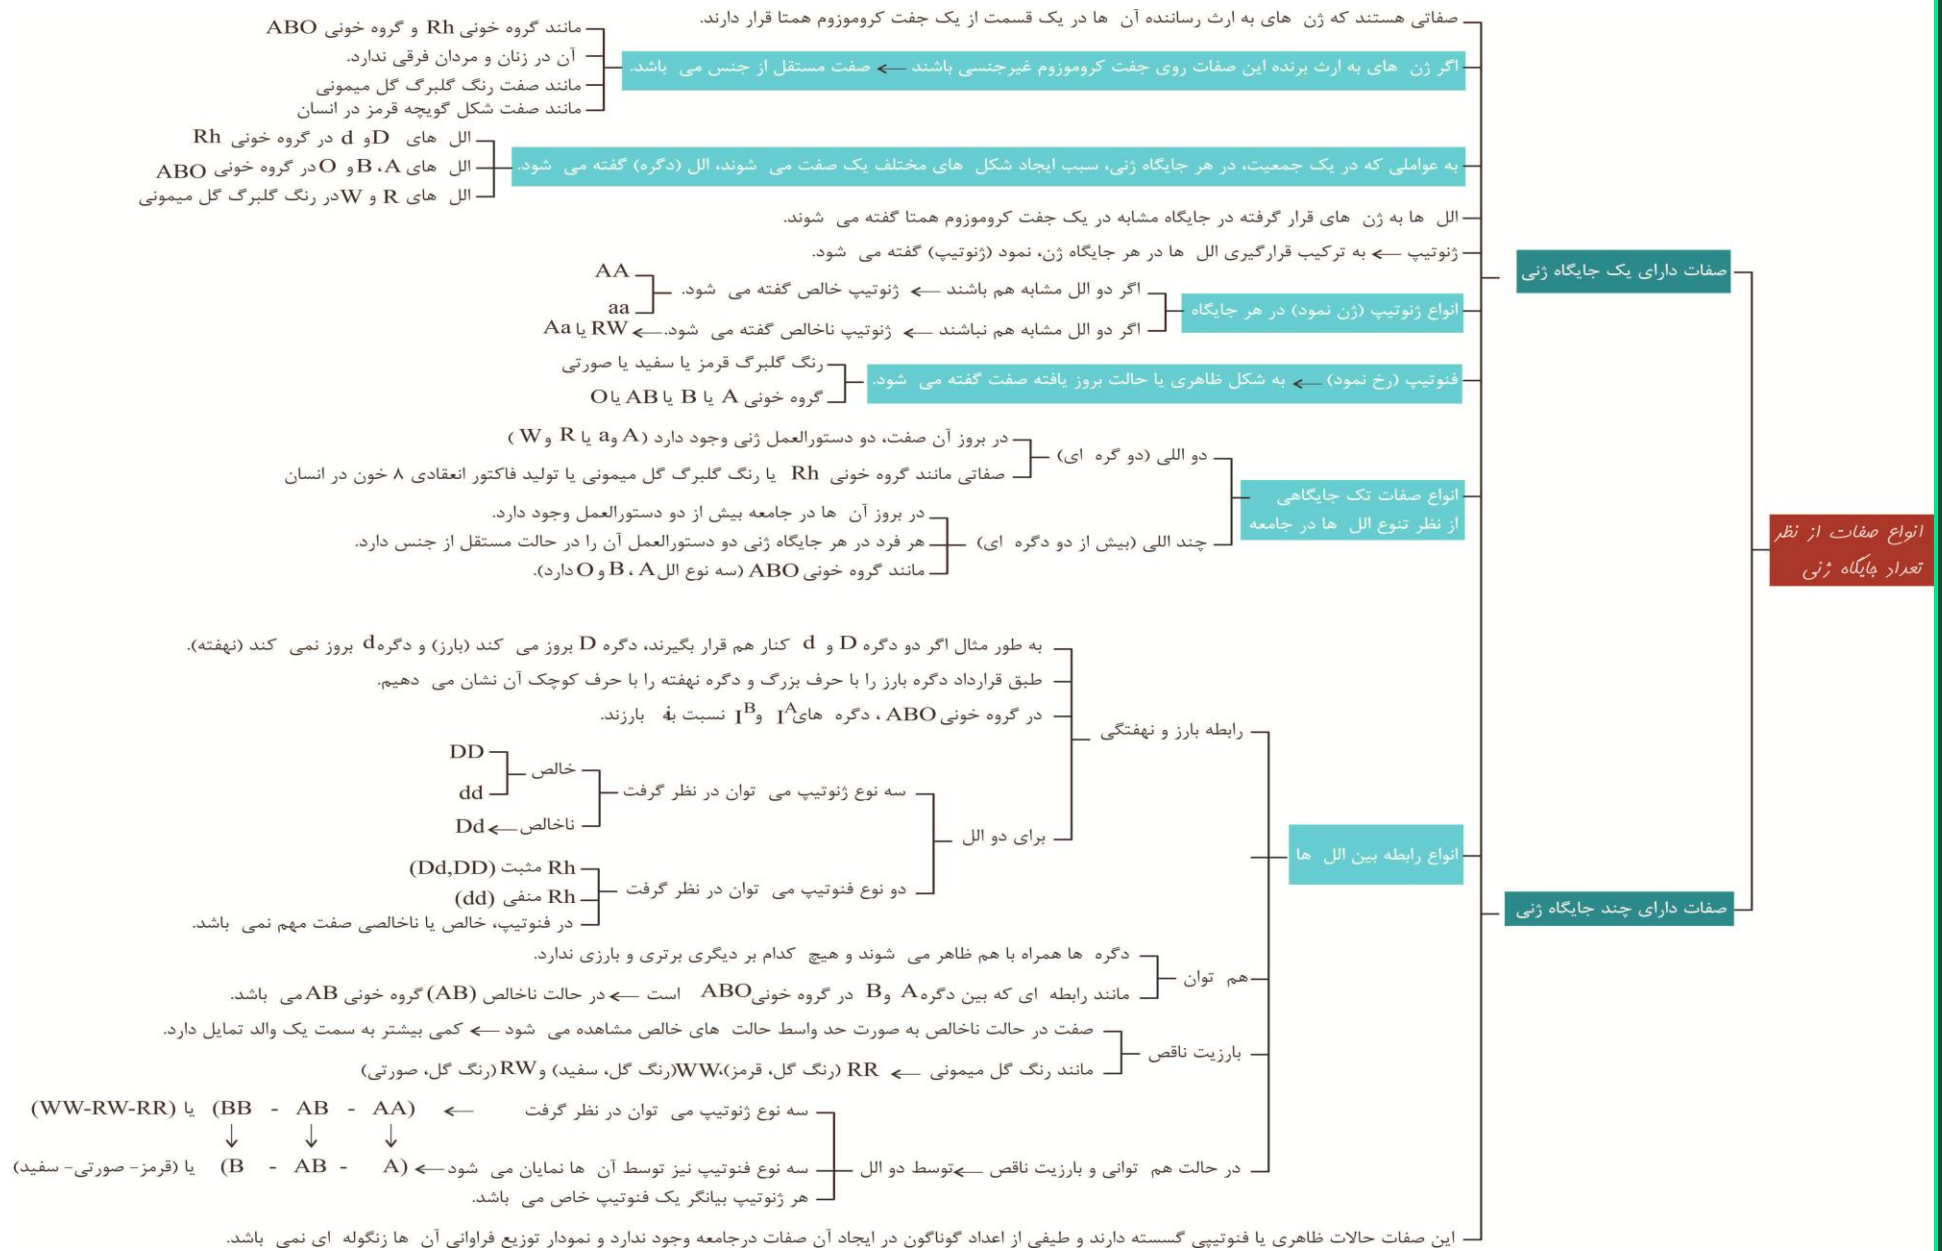 انواع صفات از نظر
تعداد جایگاه ژنی
صفات دارای یک جایگاه ژنی
صفاتی هستند که ژن های به ارث رساننده آن ها در یک قسمت از یک جفت کروموزوم همتا قرار دارند.
اگر ژن های به ارث برنده این صفات روی جفت کروموزوم غیرجنسی باشند ← صفت مستقل از جنس می باشد.
مانند گروه خونی Rh و گروه خونی ABO
آن در زنان و مردان فرقی ندارد.
مانند صفت رنگ گلبرگ گل میمونی
مانند صفت شکل گویچه قرمز در انسان
به عواملی که در یک جمعیت، در هر جایگاه ژنی، سبب ایجاد شکل های مختلف یک صفت می شوند، الل (دگره) گفته می شود.
الل های D و d در گروه خونی Rh
الل های A، B و O در گروه خونی ABO
الل های R و W در رنگ گلبرگ گل میمونی
الل ها به ژن های قرار گرفته در جایگاه مشابه در یک جفت کروموزوم همتا گفته می شوند.
ژنوتیپ ← به ترکیب قرارگیری الل ها در هر جایگاه ژن، نمود (ژنوتیپ) گفته می شود.
انواع ژنوتیپ (ژن نمود) در هر جایگاه
اگر دو الل مشابه هم باشند ← ژنوتیپ خالص گفته می شود.
AA
aa
اگر دو الل مشابه هم نباشند ← ژنوتیپ ناخالص گفته می شود. ← RW یا Aa
فنوتیپ (رخ نمود) ← به شکل ظاهری یا حالت بروز یافته صفت گفته می شود.
رنگ گلبرگ قرمز یا سفید یا صورتی
گروه خونی A یا B یا AB یا O
انواع صفات تک جایگاهی
از نظر تنوع الل ها در جامعه
دو اللی (دو گره ای)
در بروز آن صفت، دو دستورالعمل ژنی وجود دارد (A و a یا R و W)
صفاتی مانند گروه خونی Rh یا رنگ گلبرگ گل میمونی یا تولید فاکتور انعقادی ۸ خون در انسان
چند اللی (بیش از دو دگره ای)
در بروز آن ها در جامعه بیش از دو دستورالعمل وجود دارد.
هر فرد در هر جایگاه ژنی دو دستورالعمل آن را در حالت مستقل از جنس دارد.
مانند گروه خونی ABO (سه نوع الل A، B و O دارد).
انواع رابطه بین الل ها
رابطه بارز و نهفتگی
به طور مثال اگر دو دگره D و d کنار هم قرار بگیرند، دگره D بروز می کند (بارز) و دگره d بروز نمی کند (نهفته).
طبق قرارداد دگره بارز را با حرف بزرگ و دگره نهفته را با حرف کوچک آن نشان می دهیم.
در گروه خونی ABO، دگره های I^A و I^B نسبت به i بارزند.
برای دو الل
سه نوع ژنوتیپ می توان در نظر گرفت
خالص
DD
dd
ناخالص ← Dd
دو نوع فنوتیپ می توان در نظر گرفت
Rh مثبت (Dd,DD)
Rh منفی (dd)
در فنوتیپ، خالص یا ناخالصی صفت مهم نمی باشد.
هم توان
دگره ها همراه با هم ظاهر می شوند و هیچ کدام بر دیگری برتری و بارزی ندارد.
مانند رابطه ای که بین دگره A و B در گروه خونی ABO است ← در حالت ناخالص (AB) گروه خونی AB می باشد.
بارزیت ناقص
صفت در حالت ناخالص به صورت حد واسط حالت های خالص مشاهده می شود ← کمی بیشتر به سمت یک والد تمایل دارد.
مانند رنگ گل میمونی ← RR (رنگ گل، قرمز)، WW (رنگ گل، سفید) و RW (رنگ گل، صورتی)
در حالت هم توانی و بارزیت ناقص ← توسط دو الل
سه نوع ژنوتیپ می توان در نظر گرفت ← (BB - AB - AA) یا (WW-RW-RR)
↓ ↓ ↓
سه نوع فنوتیپ نیز توسط آن ها نمایان می شود ← (B - AB - A) یا (قرمز- صورتی- سفید)
هر ژنوتیپ بیانگر یک فنوتیپ خاص می باشد.
این صفات حالات ظاهری یا فنوتیپی گسسته دارند و طیفی از اعداد گوناگون در ایجاد آن صفات درجامعه وجود ندارد و نمودار توزیع فراوانی آن ها زنگوله ای نمی باشد.
صفات دارای چند جایگاه ژنی